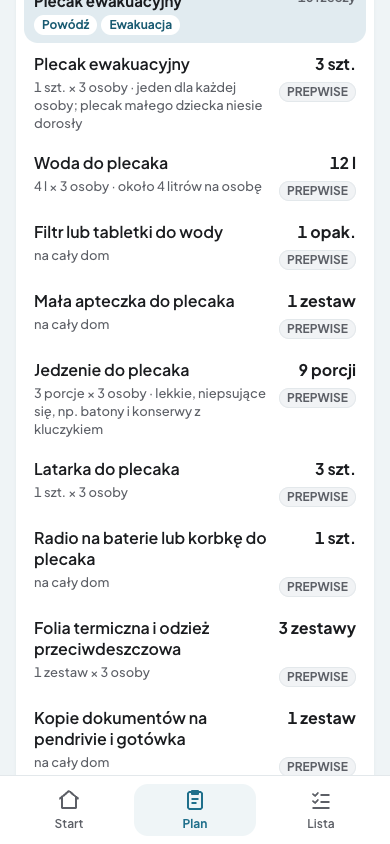 Plecak ewakuacyjny
Powódź
Ewakuacja
Plecak ewakuacyjny
3 szt.
1 szt. × 3 osoby · jeden dla każdej
osoby; plecak małego dziecka niesie
dorosły
PREPWISE
Woda do plecaka
12 l
4 l × 3 osoby · około 4 litrów na osobę
PREPWISE
Filtr lub tabletki do wody
1 opak.
na cały dom
PREPWISE
Mała apteczka do plecaka
1 zestaw
na cały dom
PREPWISE
Jedzenie do plecaka
9 porcji
3 porcje × 3 osoby · lekkie, niepsujące
się, np. batony i konserwy z
kluczykiem
PREPWISE
Latarka do plecaka
3 szt.
1 szt. × 3 osoby
PREPWISE
Radio na baterie lub korbkę do
plecaka
1 szt.
na cały dom
PREPWISE
Folia termiczna i odzież
przeciwdeszczowa
3 zestawy
1 zestaw × 3 osoby
PREPWISE
Kopie dokumentów na
pendrivie i gotówka
1 zestaw
na cały dom
PREPWISE
Start
Plan
Lista